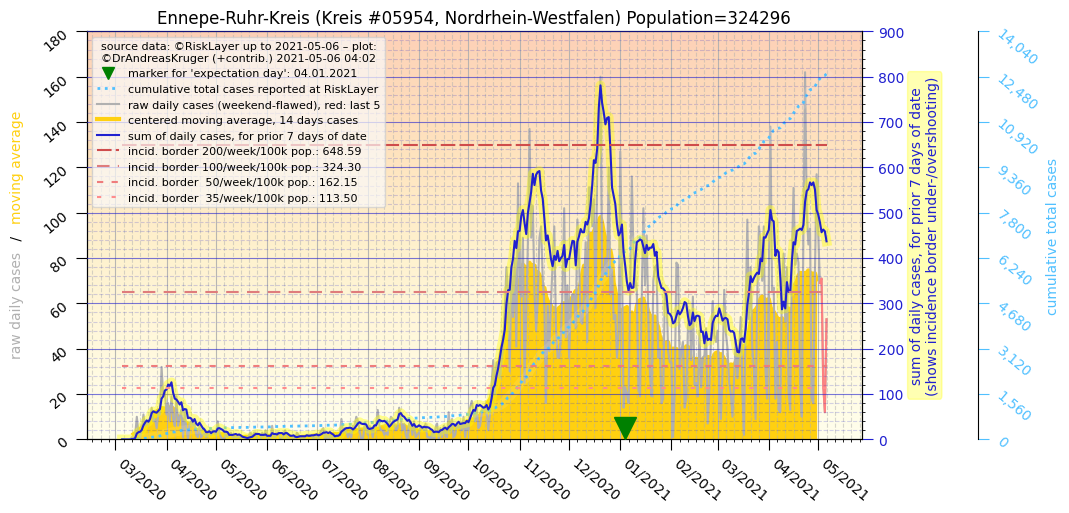 Ennepe-Ruhr-Kreis (Kreis #05954, Nordrhein-Westfalen) Population=324296
source data: ©RiskLayer up to 2021-05-06 – plot:
©DrAndreasKruger (+contrib.) 2021-05-06 04:02
marker for 'expectation day': 04.01.2021
cumulative total cases reported at RiskLayer
raw daily cases (weekend-flawed), red: last 5
centered moving average, 14 days cases
sum of daily cases, for prior 7 days of date
incid. border 200/week/100k pop.: 648.59
incid. border 100/week/100k pop.: 324.30
incid. border  50/week/100k pop.: 162.15
incid. border  35/week/100k pop.: 113.50
raw daily cases  /  moving average
180
160
140
120
100
80
60
40
20
0
03/2020
04/2020
05/2020
06/2020
07/2020
08/2020
09/2020
10/2020
11/2020
12/2020
01/2021
02/2021
03/2021
04/2021
05/2021
900
800
700
600
500
400
300
200
100
0
sum of daily cases, for prior 7 days of date
(shows incidence border under-/overshooting)
14,040
12,480
10,920
9,360
7,800
6,240
4,680
3,120
1,560
0
cumulative total cases